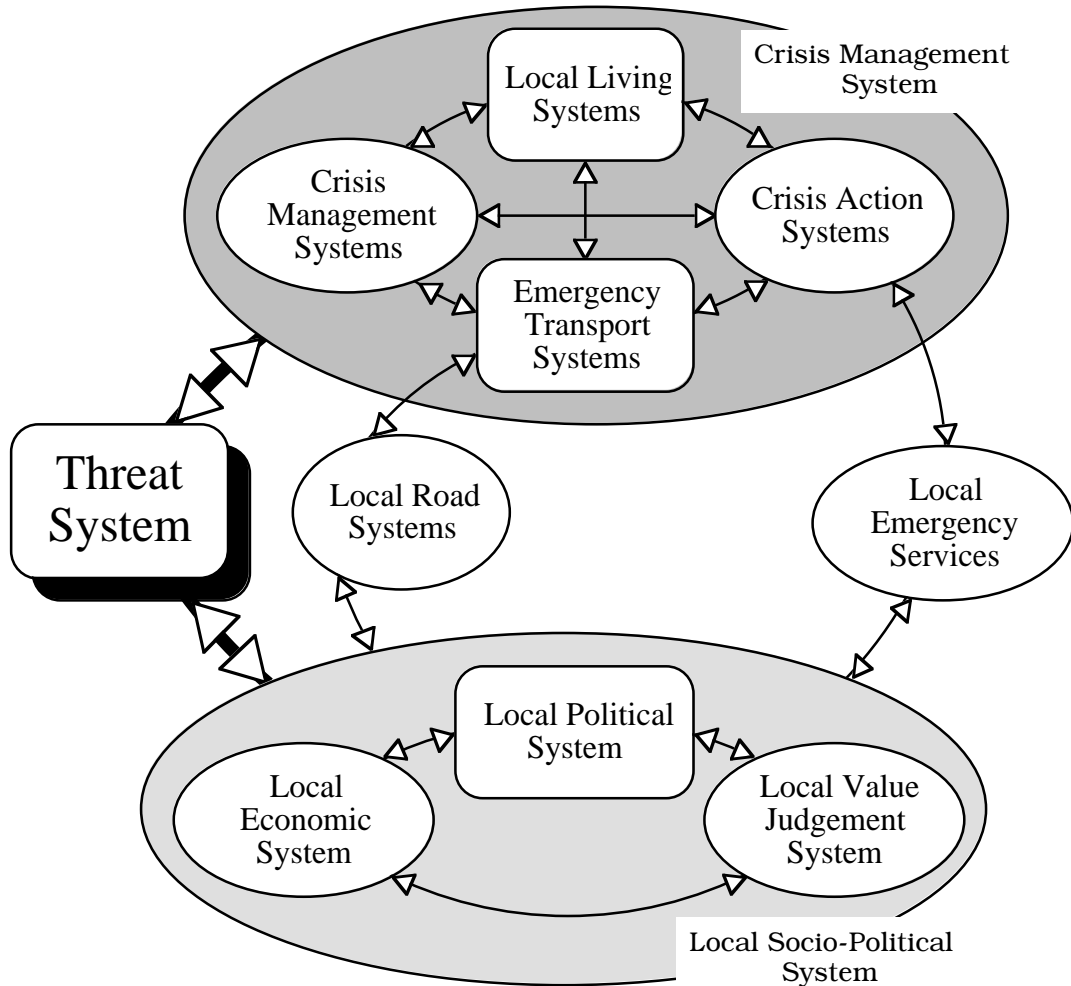 Crisis Management
System
Local Living
Systems
Crisis
Management
Systems
Crisis Action
Systems
Emergency
Transport
Systems
Threat
System
Local Road
Systems
Local
Emergency
Services
Local Political
System
Local
Economic
System
Local Value
Judgement
System
Local Socio-Political
System